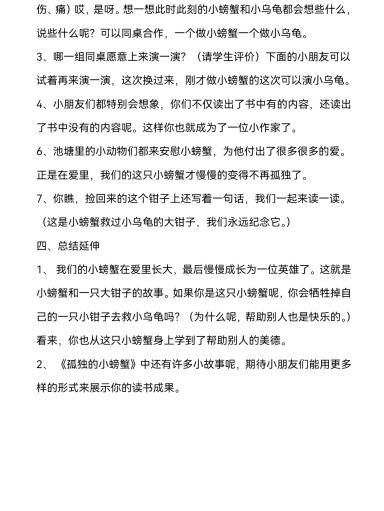 伤、痛）哎，是呀。想一想此时此刻的小螃蟹和小乌龟都会想些什么，
说些什么呢？可以同桌合作，一个做小螃蟹一个做小乌龟。
3、哪一组同桌愿意上来演一演？（请学生评价）下面的小朋友可以
试着再来演一演，这次换过来，刚才做小螃蟹的这次可以演小乌龟。
4、小朋友们都特别会想象，你们不仅读出了书中有的内容，还读出
了书中没有的内容呢。这样你也就成为了一位小作家了。
6、池塘里的小动物们都来安慰小螃蟹，为他付出了很多很多的爱。
正是在爱里，我们的这只小螃蟹才慢慢的变得不再孤独了。
7、你瞧，捡回来的这个钳子上还写着一句话，我们一起来读一读。
（这是小螃蟹救过小乌龟的大钳子，我们永远纪念它。）
四、总结延伸
1、 我们的小螃蟹在爱里长大，最后慢慢成长为一位英雄了。这就是
小螃蟹和一只大钳子的故事。如果你是这只小螃蟹呢，你会牺牲掉自
己的一只小钳子去救小乌龟吗？（为什么呢，帮助别人也是快乐的。）
看来，你也从这只小螃蟹身上学到了帮助别人的美德。
2、 《孤独的小螃蟹》中还有许多小故事呢，期待小朋友们能用更多
样的形式来展示你的读书成果。